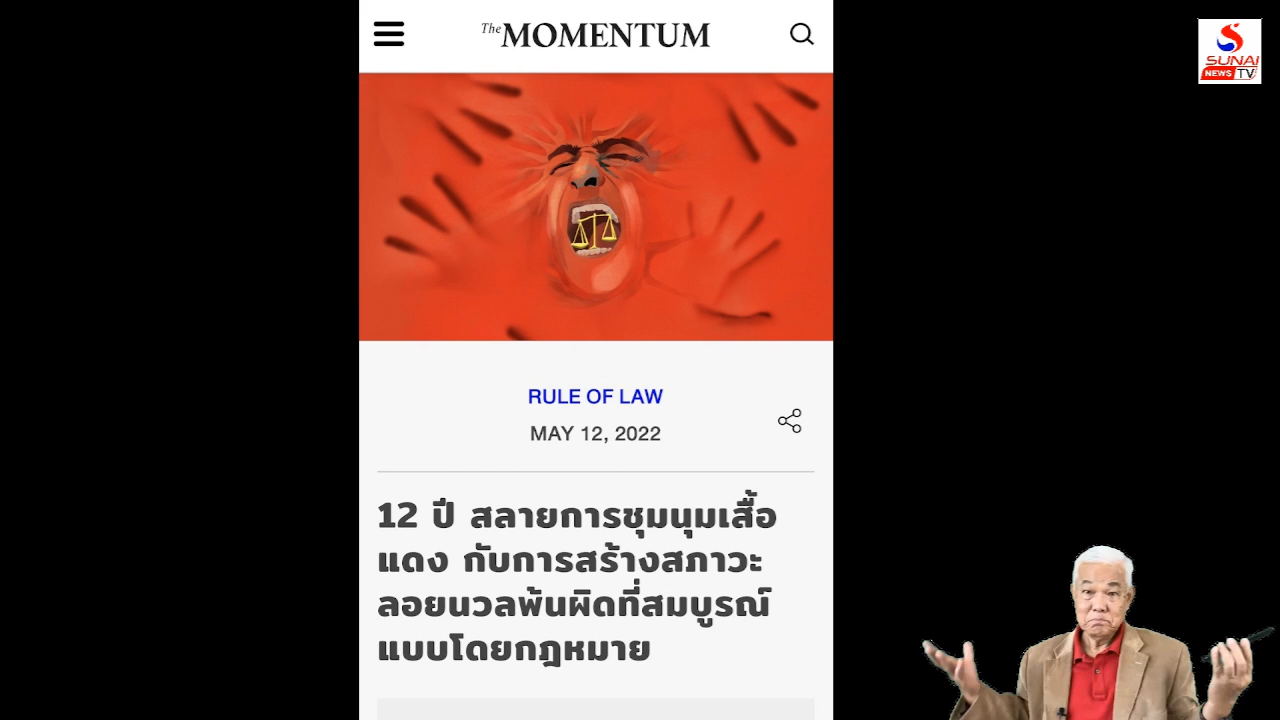 The MOMENTUM
SUNAI
NEWS TV
RULE OF LAW
MAY 12, 2022
12 ปี สลายการชุมนุมเสื้อ
แดง กับการสร้างสภาวะ
ลอยนวลพ้นผิดที่สมบูรณ์
แบบโดยกฎหมาย